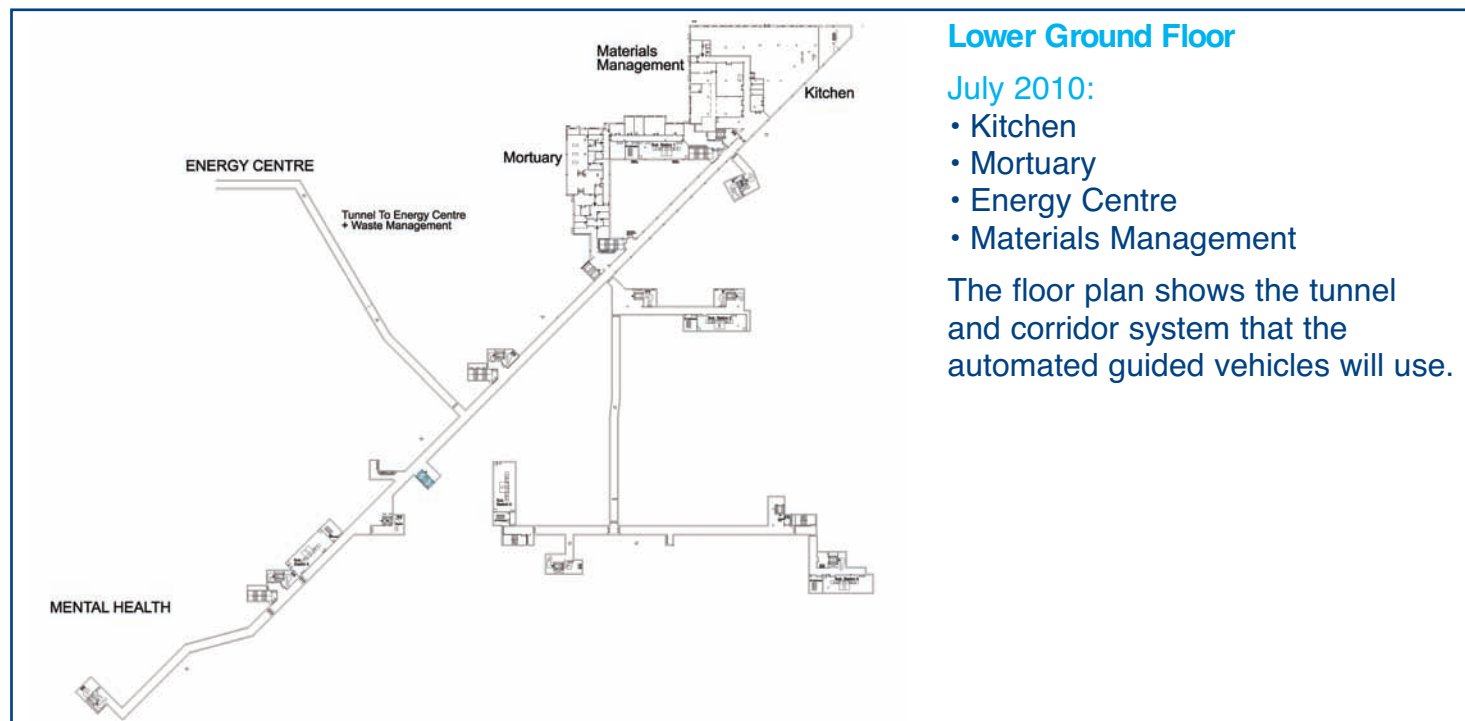 Materials
Management
Kitchen
Mortuary
ENERGY CENTRE
Tunnel To Energy Centre
+ Waste Management
MENTAL HEALTH
Lower Ground Floor
July 2010:
• Kitchen
• Mortuary
• Energy Centre
• Materials Management
The floor plan shows the tunnel
and corridor system that the
automated guided vehicles will use.